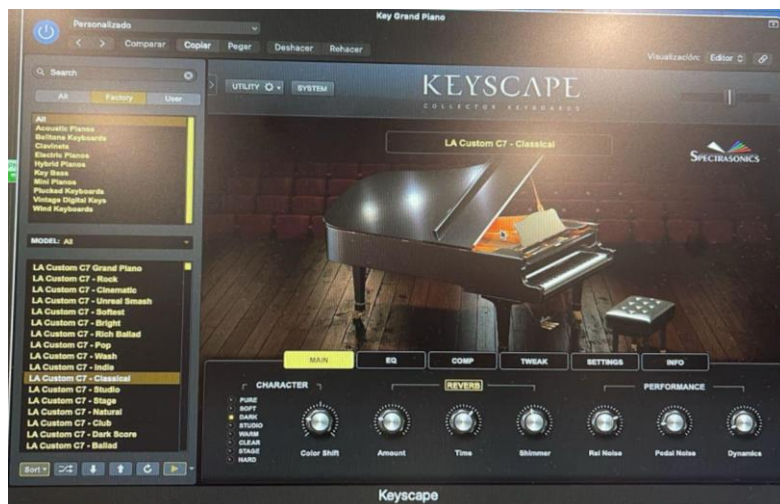 Key Grand Piano
Personalizado
Comparar Copiar Pegar Deshacer Rehacer
Visualización: Editor
Search
All Factory User
All
Acoustic Pianos
Belltone Keyboards
Clavinets
Electric Pianos
Hybrid Pianos
Key Bass
Mini Pianos
Plucked Keyboards
Vintage Digital Keys
Wind Keyboards
MODEL: All
LA Custom C7 Grand Piano
LA Custom C7 - Rock
LA Custom C7 - Cinematic
LA Custom C7 - Unreal Smash
LA Custom C7 - Softest
LA Custom C7 - Bright
LA Custom C7 - Rich Ballad
LA Custom C7 - Pop
LA Custom C7 - Wash
LA Custom C7 - Indie
LA Custom C7 - Classical
LA Custom C7 - Studio
LA Custom C7 - Stage
LA Custom C7 - Natural
LA Custom C7 - Club
LA Custom C7 - Dark Score
LA Custom C7 - Ballad
Sort
UTILITY SYSTEM
KEYSCAPE
COLLECTOR KEYBOARDS
LA Custom C7 - Classical
SPECTRASONICS
MAIN EQ COMP TWEAK SETTINGS INFO
CHARACTER REVERB PERFORMANCE
PURE
SOFT
DARK
STUDIO
WARM
CLEAR
STAGE
HARD
Color Shift Amount Time Shimmer Rel Noise Pedal Noise Dynamics
Keyscape